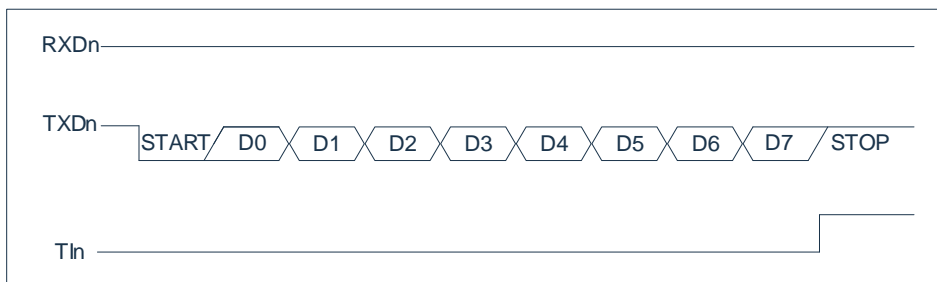 RXDn
TXDn
START D0 D1 D2 D3 D4 D5 D6 D7 STOP
TIn